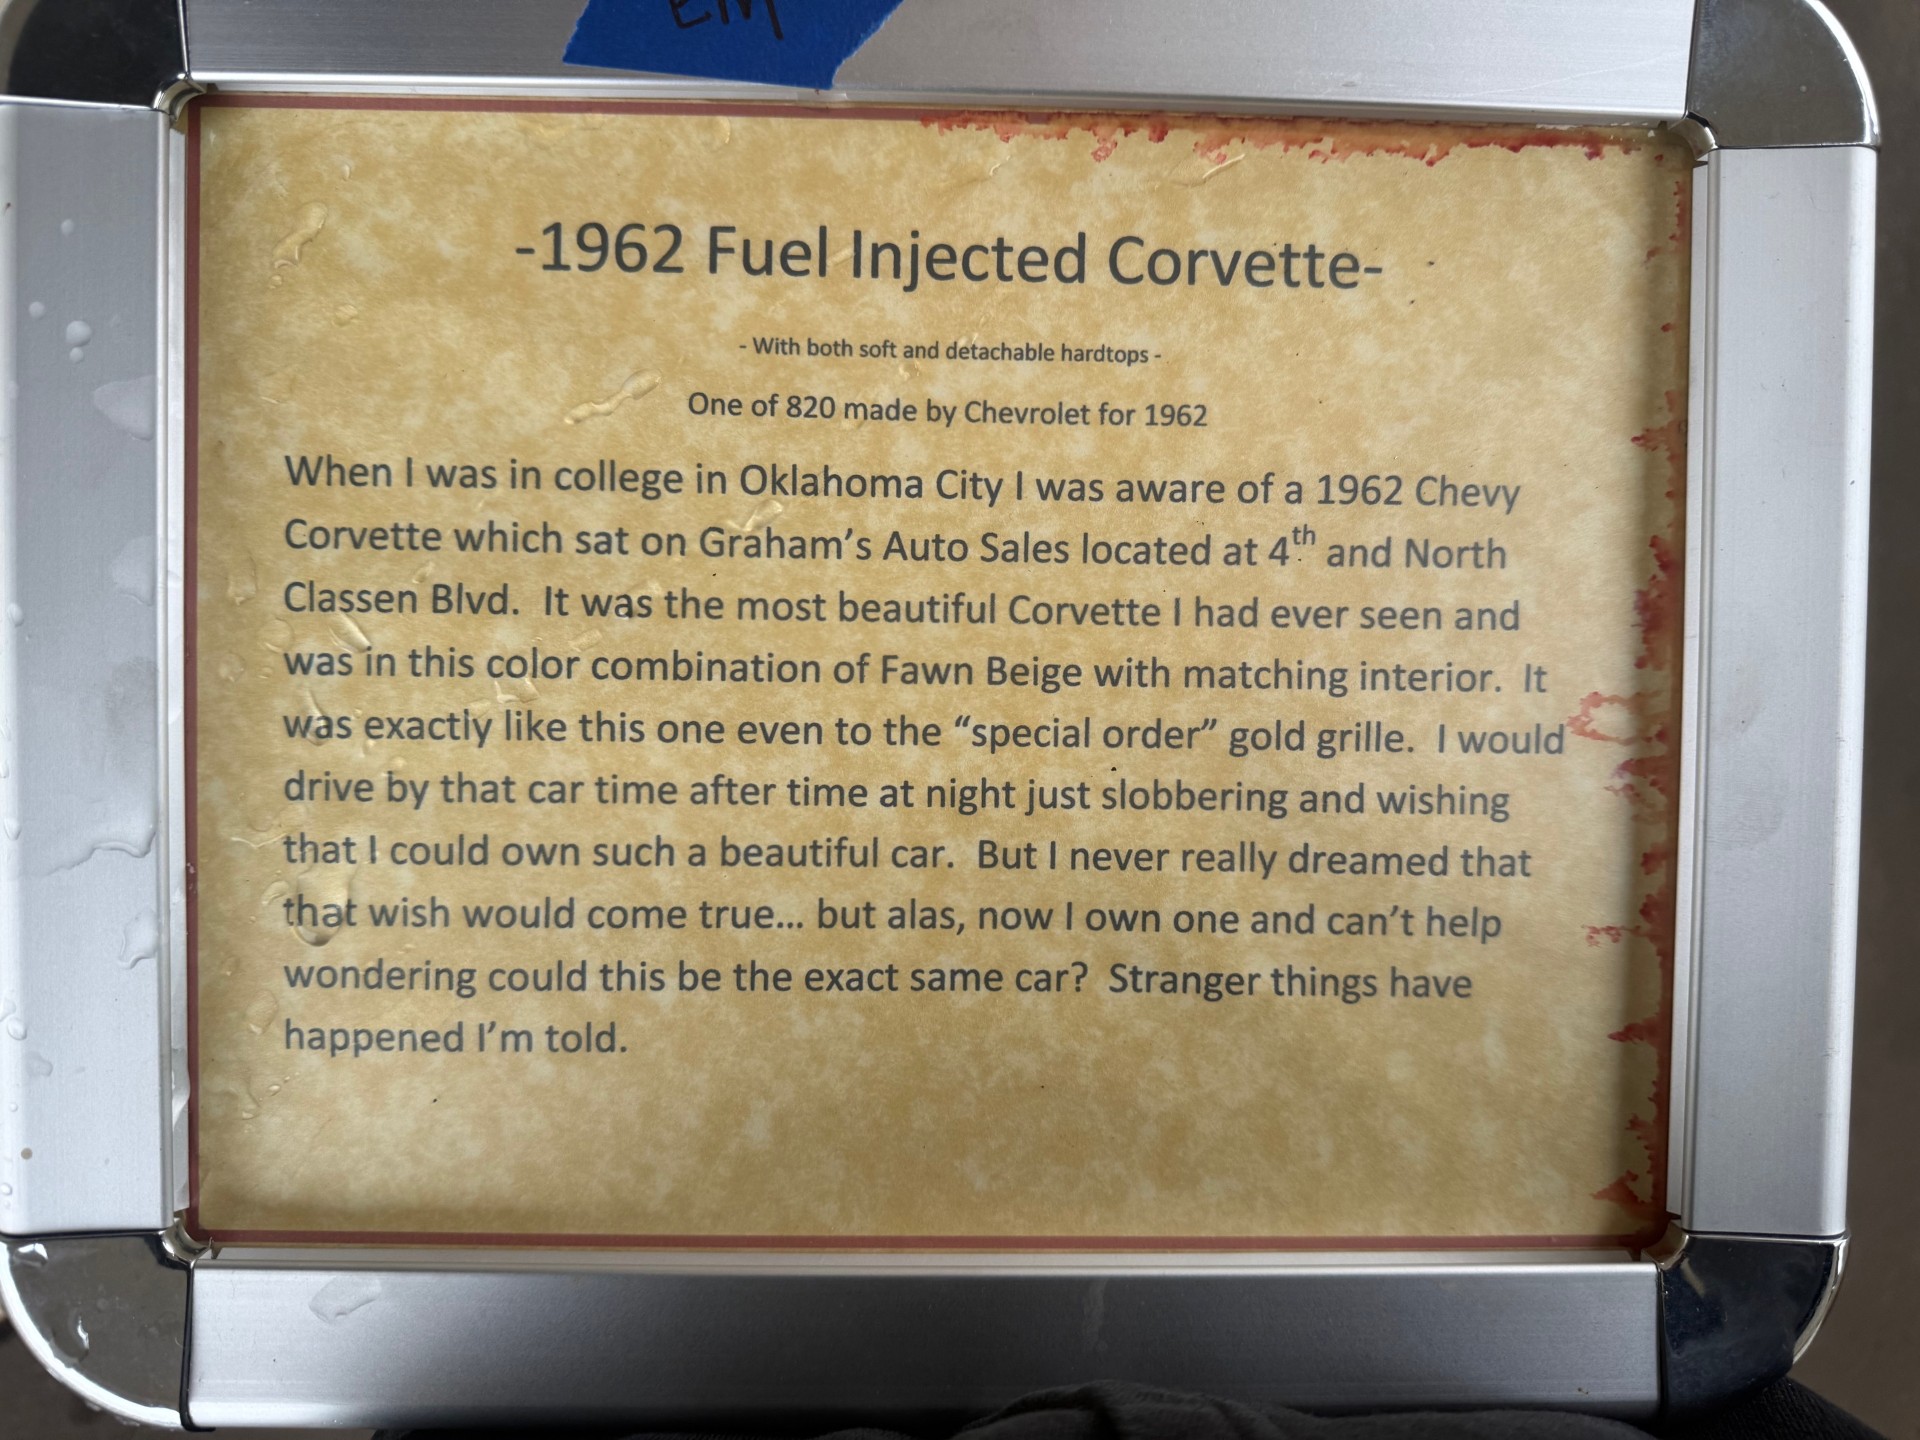 EM
-1962 Fuel Injected Corvette-
- With both soft and detachable hardtops -
One of 820 made by Chevrolet for 1962
When I was in college in Oklahoma City I was aware of a 1962 Chevy
Corvette which sat on Graham’s Auto Sales located at 4th and North
Classen Blvd.  It was the most beautiful Corvette I had ever seen and
was in this color combination of Fawn Beige with matching interior.  It
was exactly like this one even to the “special order” gold grille.  I would
drive by that car time after time at night just slobbering and wishing
that I could own such a beautiful car.  But I never really dreamed that
that wish would come true... but alas, now I own one and can’t help
wondering could this be the exact same car?  Stranger things have
happened I’m told.